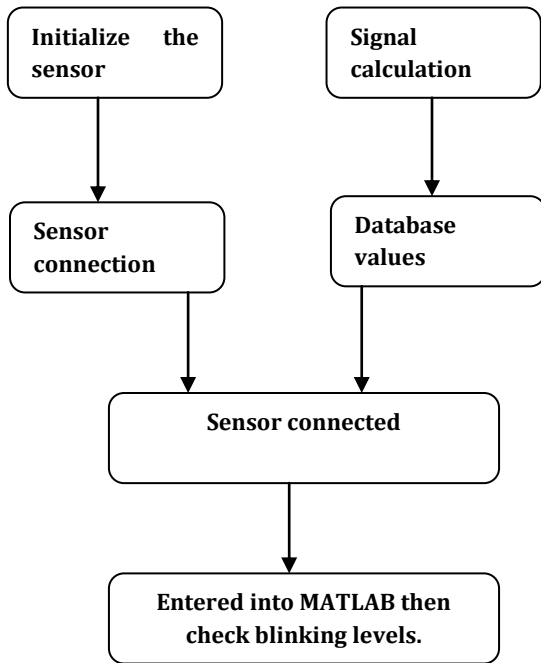 Initialize the
sensor
Signal
calculation
Sensor
connection
Database
values
Sensor connected
Entered into MATLAB then
check blinking levels.